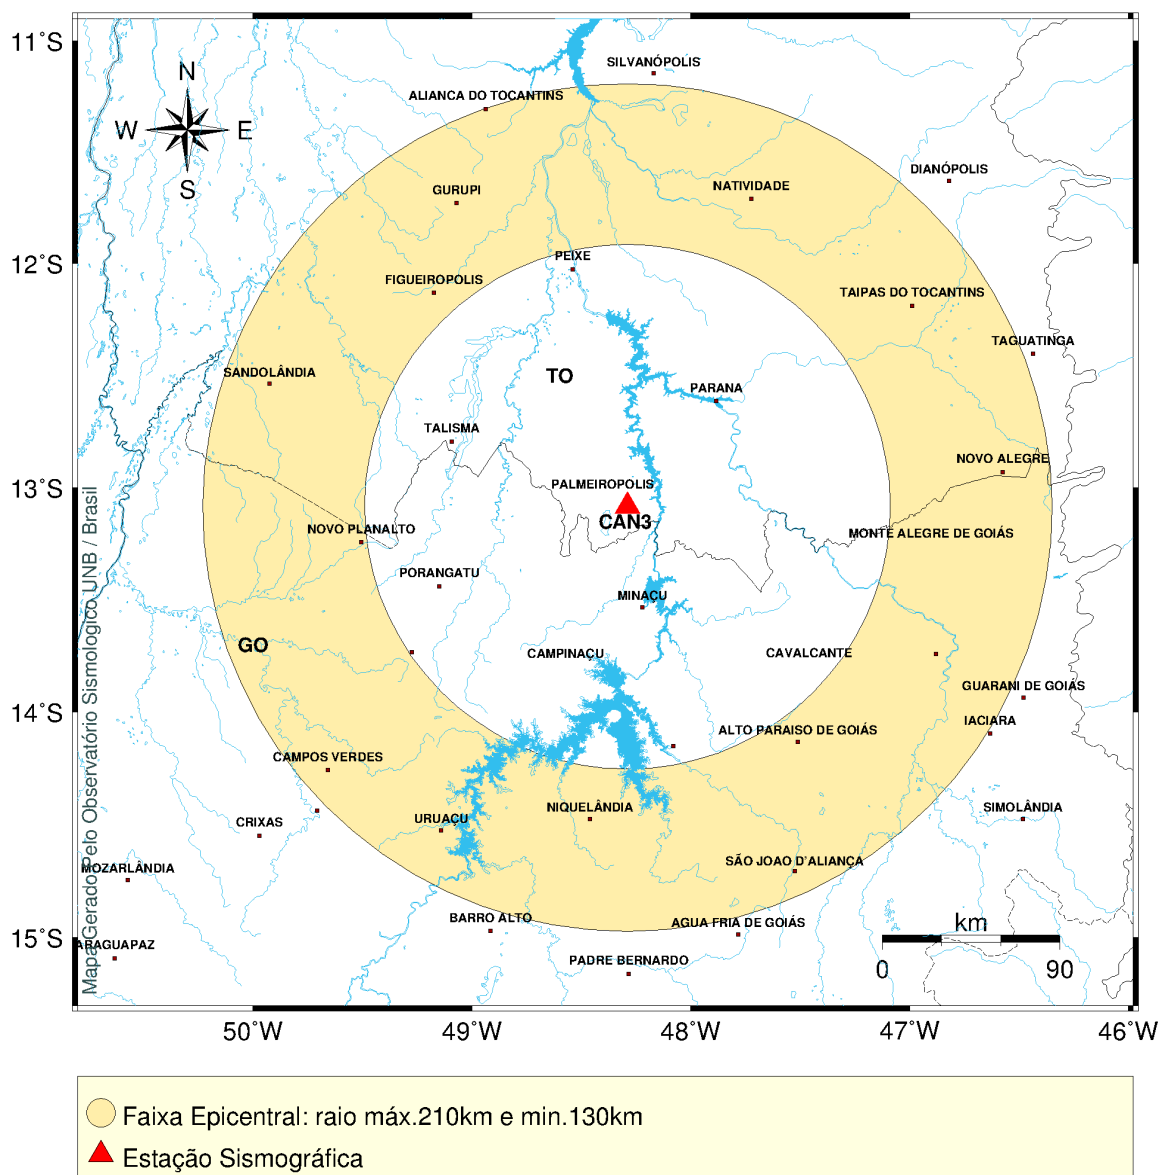 11°S
SILVANÓPOLIS
N
ALIANCA DO TOCANTINS
W
E
S
DIANÓPOLIS
GURUPI
NATIVIDADE
12°S
PEIXE
FIGUEIROPOLIS
TAIPAS DO TOCANTINS
TAGUATINGA
SANDOLÂNDIA
TO
PARANA
TALISMA
NOVO ALEGRE
13°S
PALMEIROPOLIS
CAN3
NOVO PLANALTO
MONTE ALEGRE DE GOIÁS
PORANGATU
MINAÇU
GO
CAMPINAÇU
CAVALCANTE
GUARANI DE GOIÁS
14°S
IACIARA
ALTO PARAISO DE GOIÁS
CAMPOS VERDES
NIQUELÂNDIA
SIMOLÂNDIA
URUAÇU
CRIXAS
SÃO JOAO D'ALIANÇA
MOZARLÂNDIA
BARRO ALTO
AGUA FRIA DE GOIÁS
15°S
ARAGUAPAZ
PADRE BERNARDO
km
0
90
Mapa Gerado Pelo Observatório Sismologico UNB / Brasil
50°W
49°W
48°W
47°W
46°W
Faixa Epicentral: raio máx.210km e min.130km
Estação Sismográfica